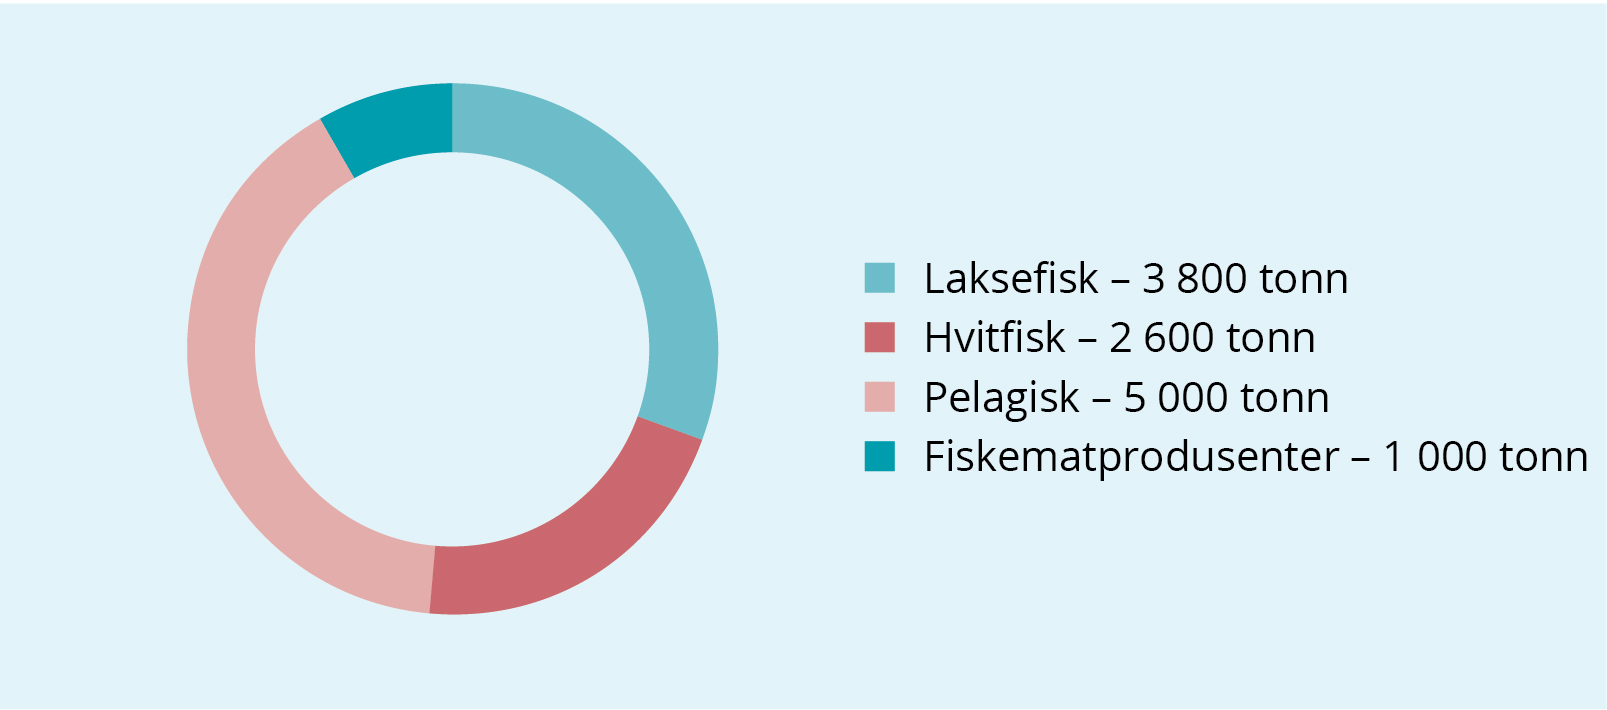 Laksefisk – 3 800 tonn
Hvitfisk – 2 600 tonn
Pelagisk – 5 000 tonn
Fiskematprodusenter – 1 000 tonn